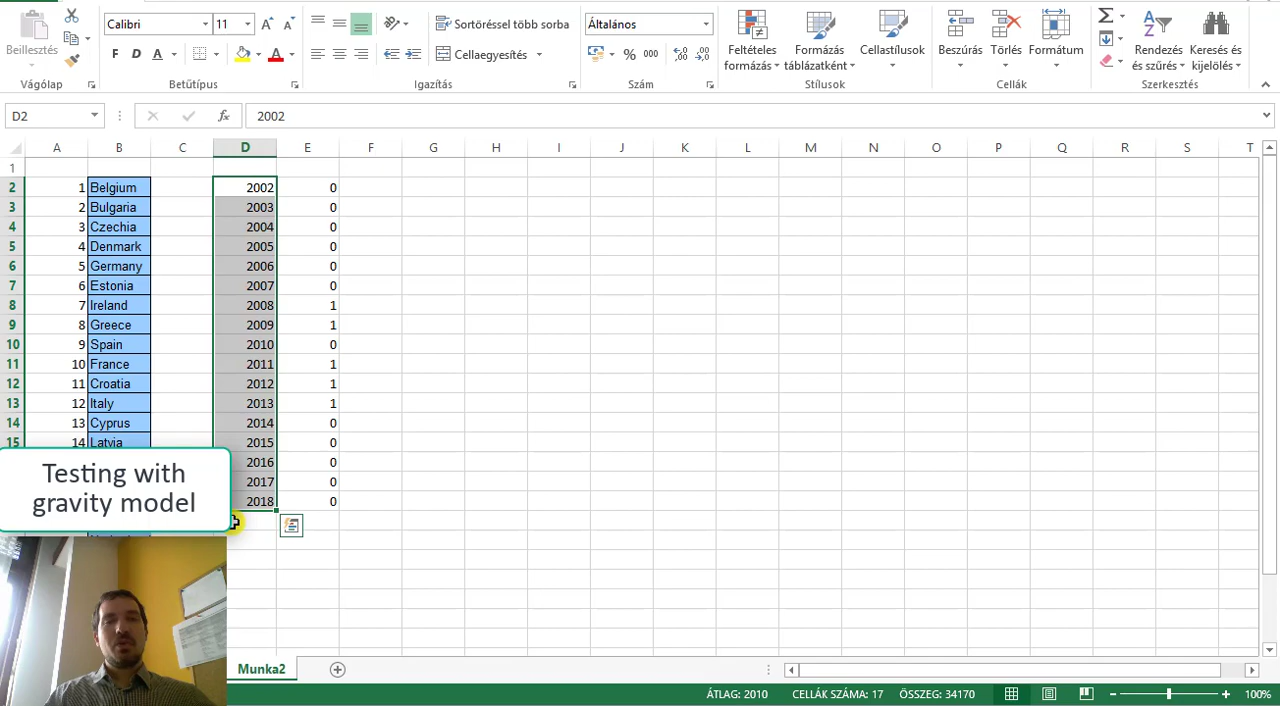 Calibri 11 Sortöréssel több sorba Általános
Beillesztés F D A Cellaegyesítés % 000 Feltételes formázás Formázás táblázatként Cellastílusok Beszúrás Törlés Formátum Rendezés és szűrés Keresés és kijelölés
Vágólap Betűtípus Igazítás Szám Stílusok Cellák Szerkesztés
D2 fx 2002
A B C D E F G H I J K L M N O P Q R S T
1
2 1 Belgium 2002 0
3 2 Bulgaria 2003 0
4 3 Czechia 2004 0
5 4 Denmark 2005 0
6 5 Germany 2006 0
7 6 Estonia 2007 0
8 7 Ireland 2008 1
9 8 Greece 2009 1
10 9 Spain 2010 0
11 10 France 2011 1
12 11 Croatia 2012 1
13 12 Italy 2013 1
14 13 Cyprus 2014 0
15 14 Latvia 2015 0
2016 0
2017 0
2018 0
Testing with
gravity model
Munka2
ÁTLAG: 2010 CELLÁK SZÁMA: 17 ÖSSZEG: 34170 100%